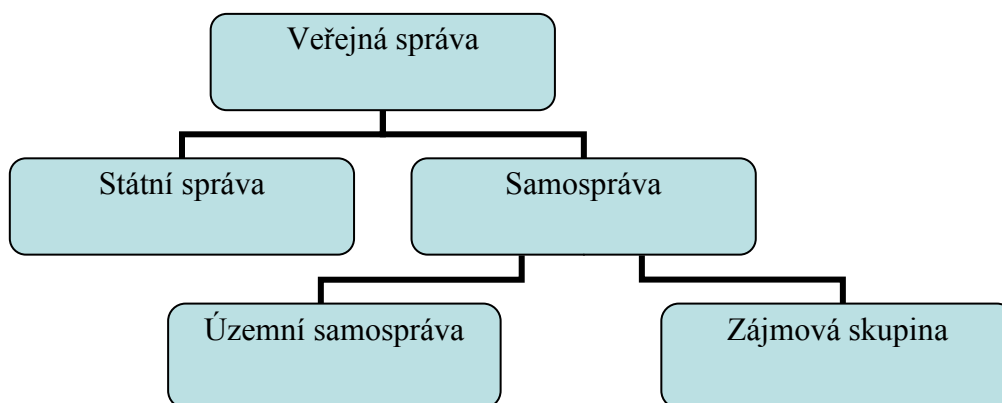 Veřejná správa
Státní správa
Samospráva
Územní samospráva
Zájmová skupina